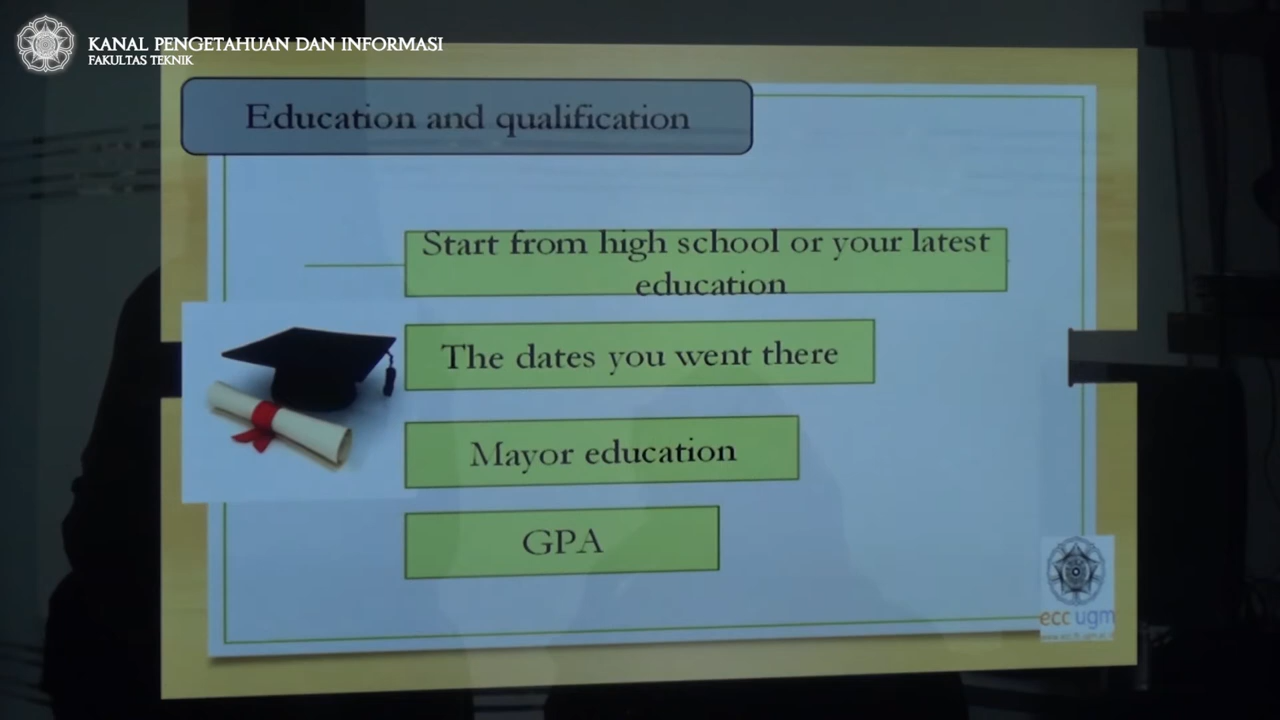 KANAL PENGETAHUAN DAN INFORMASI
FAKULTAS TEKNIK
Education and qualification
Start from high school or your latest
education
The dates you went there
Mayor education
GPA
ecc ugm